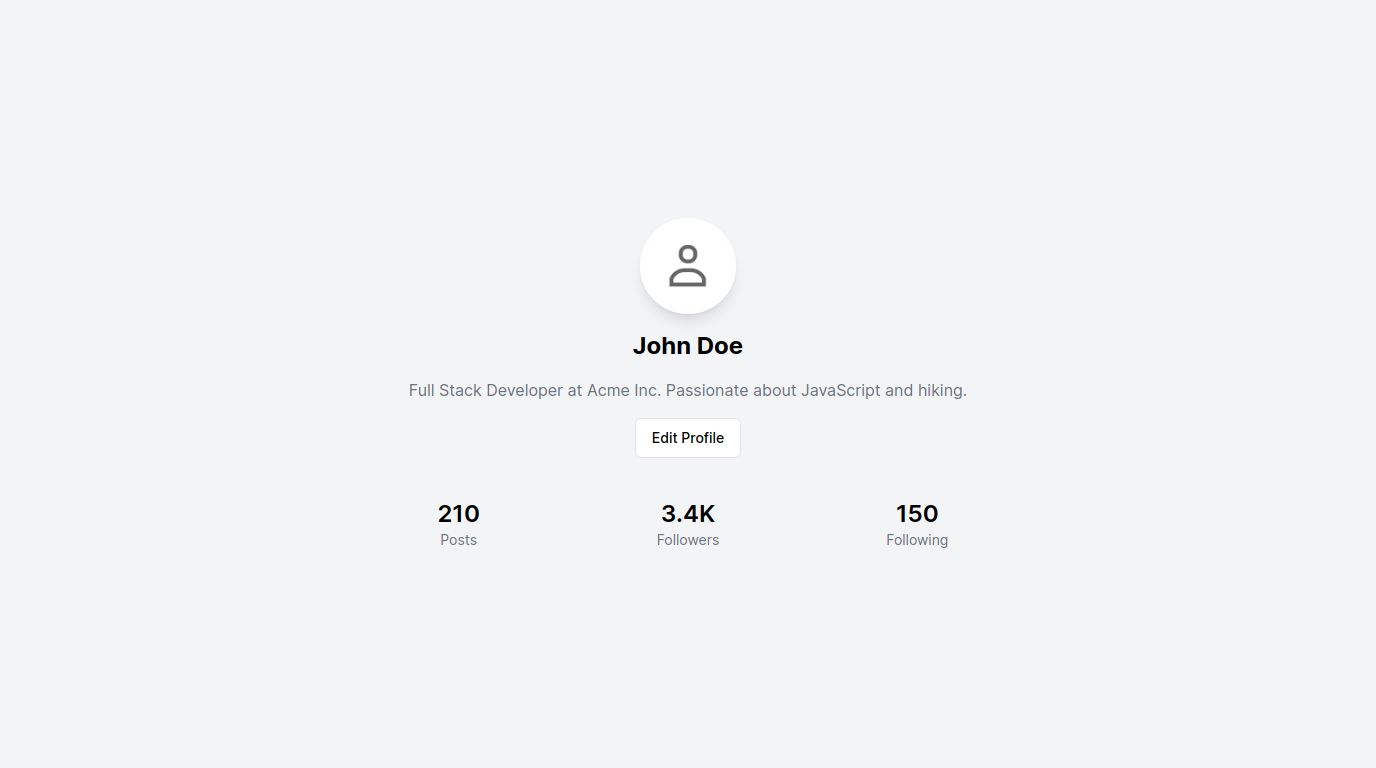 John Doe
Full Stack Developer at Acme Inc. Passionate about JavaScript and hiking.
Edit Profile
210 3.4K 150
Posts Followers Following